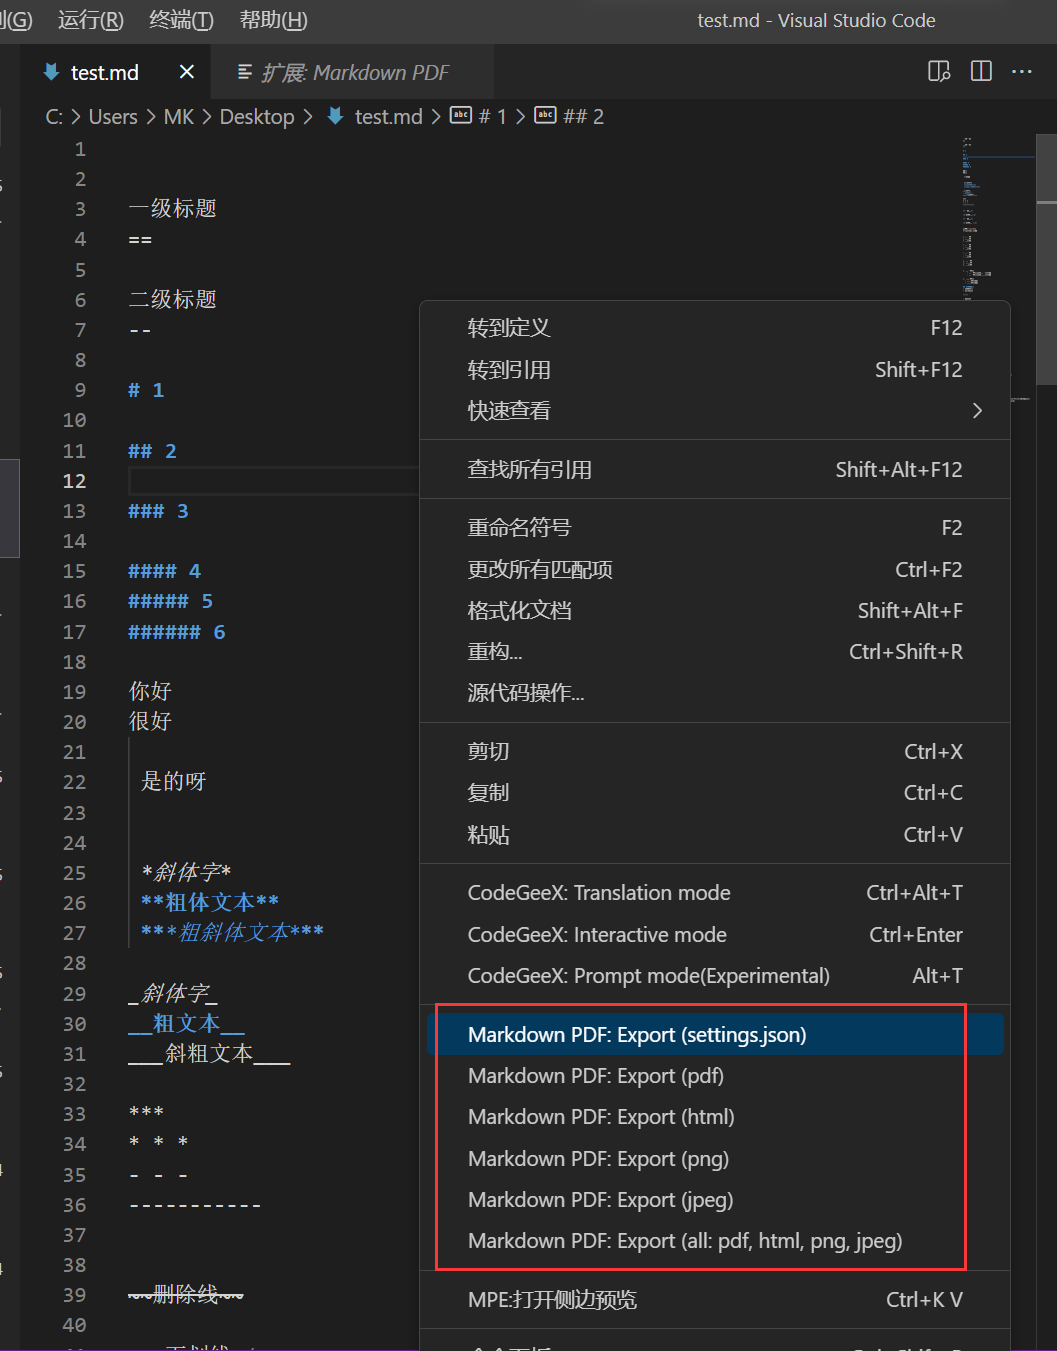 (G) 运行(R) 终端(T) 帮助(H) test.md - Visual Studio Code
test.md × 扩展: Markdown PDF
C: > Users > MK > Desktop > test.md > # 1 > ## 2
1
2
3 一级标题
4 ==
5
6 二级标题
7 --
8
9 # 1
10
11 ## 2
12
13 ### 3
14
15 #### 4
16 ##### 5
17 ###### 6
18
19 你好
20 很好
21
22 是的呀
23
24
25 *斜体字*
26 **粗体文本**
27 ***粗斜体文本***
28
29 _斜体字_
30 __粗文本__
31 ___斜粗文本___
32
33 ***
34 * * *
35 - - -
36 -----------
37
38
39 ~~删除线~~
40
转到定义 F12
转到引用 Shift+F12
快速查看
查找所有引用 Shift+Alt+F12
重命名符号 F2
更改所有匹配项 Ctrl+F2
格式化文档 Shift+Alt+F
重构... Ctrl+Shift+R
源代码操作...
剪切 Ctrl+X
复制 Ctrl+C
粘贴 Ctrl+V
CodeGeeX: Translation mode Ctrl+Alt+T
CodeGeeX: Interactive mode Ctrl+Enter
CodeGeeX: Prompt mode(Experimental) Alt+T
Markdown PDF: Export (settings.json)
Markdown PDF: Export (pdf)
Markdown PDF: Export (html)
Markdown PDF: Export (png)
Markdown PDF: Export (jpeg)
Markdown PDF: Export (all: pdf, html, png, jpeg)
MPE:打开侧边预览 Ctrl+K V